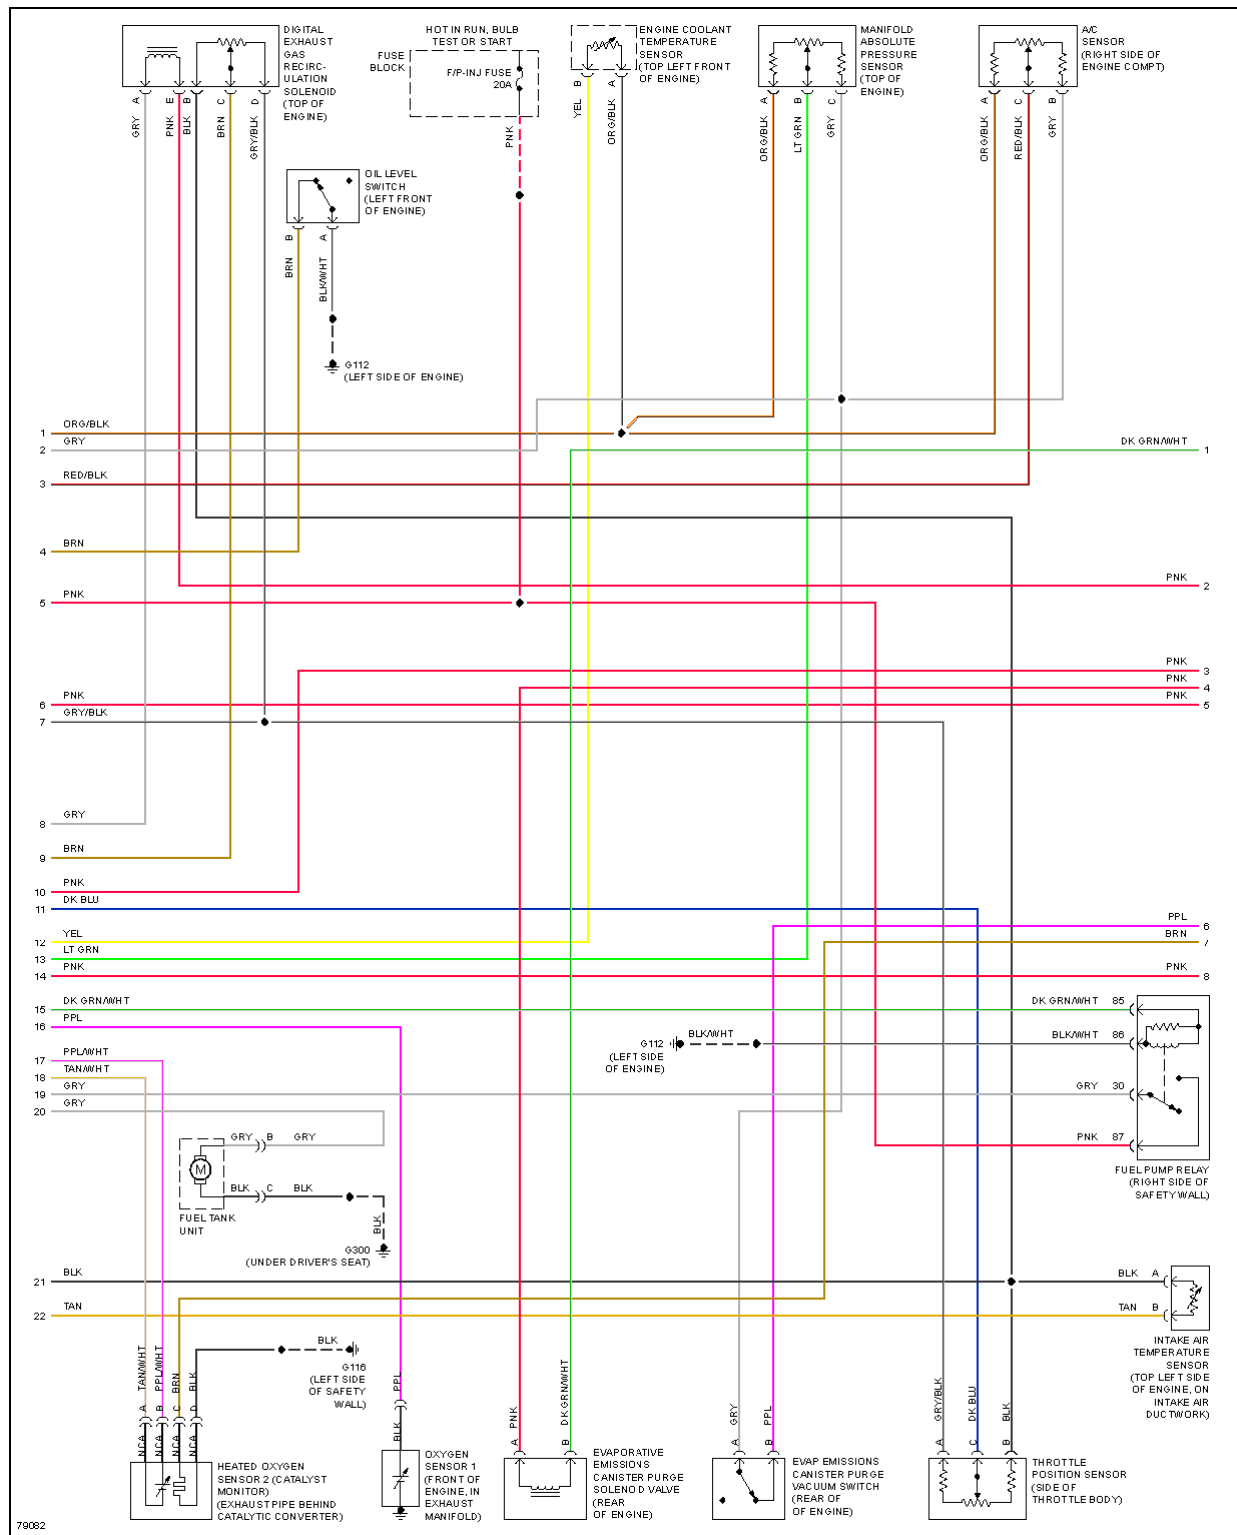 DIGITAL
EXHAUST
GAS
RECIRC-
ULATION
SOLENOID
(TOP OF
ENGINE)
HOT IN RUN, BULB
TEST OR START
FUSE
BLOCK
F/P-INJ FUSE
20A
ENGINE COOLANT
TEMPERATURE
SENSOR
(TOP LEFT FRONT
OF ENGINE)
MANIFOLD
ABSOLUTE
PRESSURE
SENSOR
(TOP OF
ENGINE)
A/C
SENSOR
(RIGHT SIDE OF
ENGINE COMPT)
A
E
B
C
D
GRY
PNK
BLK
BRN
GRY/BLK
PNK
B
A
YEL
ORG/BLK
A
B
C
ORG/BLK
LT GRN
GRY
A
C
B
ORG/BLK
RED/BLK
GRY
OIL LEVEL
SWITCH
(LEFT FRONT
OF ENGINE)
B
A
BRN
BLK/WHT
G112
(LEFT SIDE OF ENGINE)
1 ORG/BLK
2 GRY
DK GRN/WHT 1
3 RED/BLK
4 BRN
PNK 2
5 PNK
PNK 3
PNK 4
6 PNK
PNK 5
7 GRY/BLK
8 GRY
9 BRN
10 PNK
11 DK BLU
PPL 6
12 YEL
BRN 7
13 LT GRN
14 PNK
PNK 8
15 DK GRN/WHT
DK GRN/WHT 85
16 PPL
G112
(LEFT SIDE
OF ENGINE)
BLK/WHT
BLK/WHT 86
17 PPL/WHT
18 TAN/WHT
19 GRY
GRY 30
20 GRY
GRY B GRY
PNK 87
M
BLK C BLK
FUEL TANK
UNIT
BLK
G300
(UNDER DRIVER'S SEAT)
FUEL PUMP RELAY
(RIGHT SIDE OF
SAFETY WALL)
21 BLK
BLK A
22 TAN
TAN B
INTAKE AIR
TEMPERATURE
SENSOR
(TOP LEFT SIDE
OF ENGINE, ON
INTAKE AIR
DUCTWORK)
BLK
G116
(LEFT SIDE
OF SAFETY
WALL)
TAN/WHT
PPL/WHT
BRN
BLK
A
B
C
D
NCA
NCA
NCA
NCA
HEATED OXYGEN
SENSOR 2 (CATALYST
MONITOR)
(EXHAUST PIPE BEHIND
CATALYTIC CONVERTER)
PPL
BLK
OXYGEN
SENSOR 1
(FRONT OF
ENGINE, IN
EXHAUST
MANIFOLD)
PNK
DK GRN/WHT
A
B
EVAPORATIVE
EMISSIONS
CANISTER PURGE
SOLENOID VALVE
(REAR
OF ENGINE)
GRY
PPL
A
B
EVAP EMISSIONS
CANISTER PURGE
VACUUM SWITCH
(REAR OF
OF ENGINE)
GRY/BLK
DK BLU
BLK
A
C
B
THROTTLE
POSITION SENSOR
(SIDE OF
THROTTLE BODY)
79082